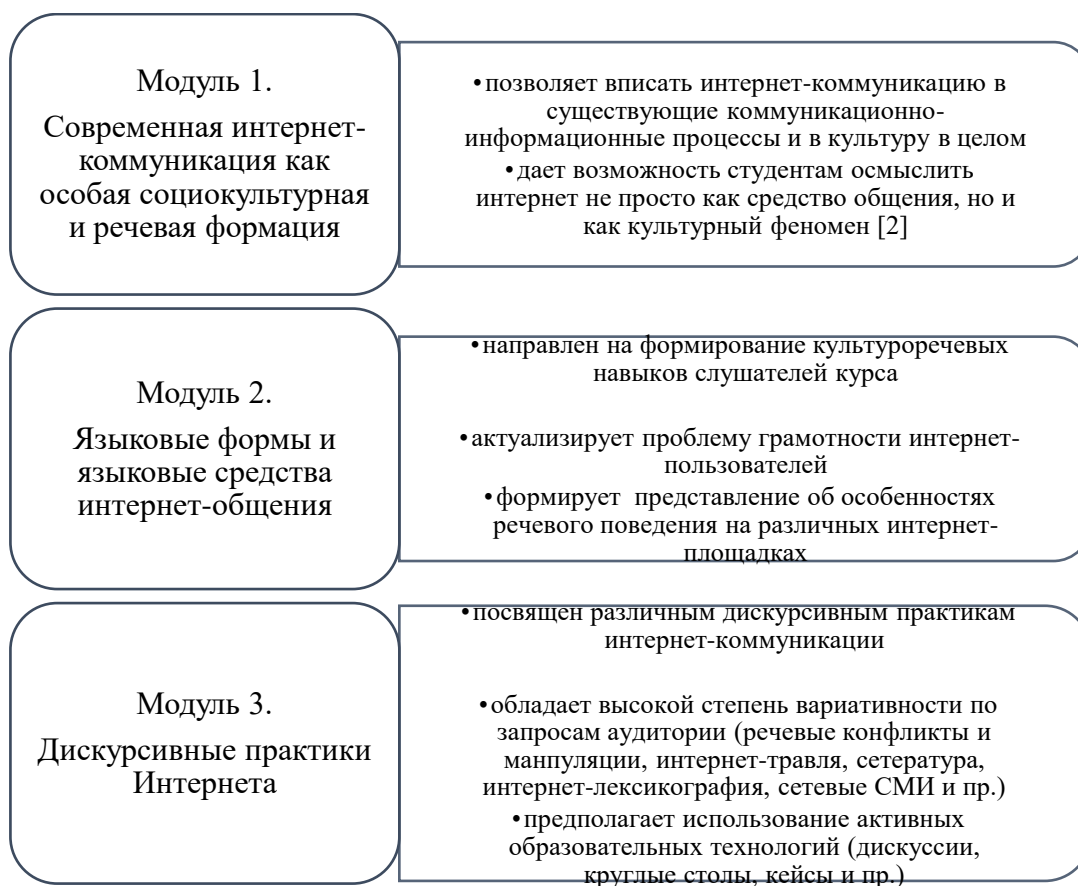 Модуль 1.
Современная интернет-
коммуникация как
особая социокультурная
и речевая формация
•позволяет вписать интернет-коммуникацию в
существующие коммуникационно-
информационные процессы и в культуру в целом
•дает возможность студентам осмыслить
интернет не просто как средство общения, но и
как культурный феномен [2]
Модуль 2.
Языковые формы и
языковые средства
интернет-общения
•направлен на формирование культуроречевых
навыков слушателей курса
•актуализирует проблему грамотности интернет-
пользователей
•формирует представление об особенностях
речевого поведения на различных интернет-
площадках
Модуль 3.
Дискурсивные практики
Интернета
•посвящен различным дискурсивным практикам
интернет-коммуникации
•обладает высокой степень вариативности по
запросам аудитории (речевые конфликты и
манпуляции, интернет-травля, сетература,
интернет-лексикография, сетевые СМИ и пр.)
•предполагает использование активных
образовательных технологий (дискуссии,
круглые столы, кейсы и пр.)